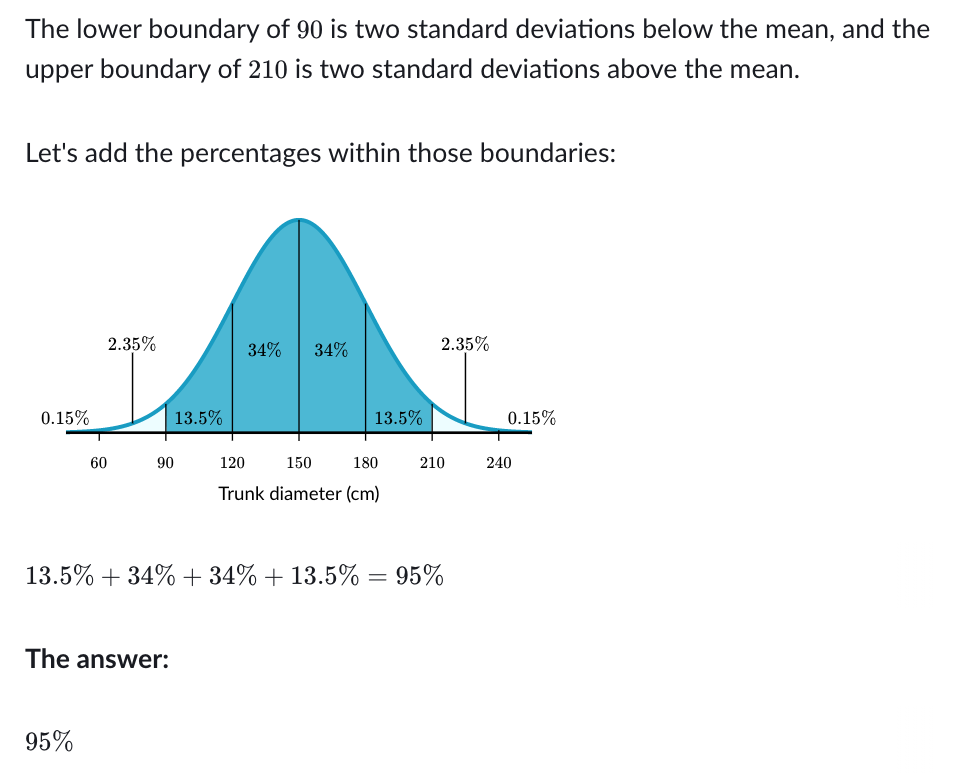 The lower boundary of 90 is two standard deviations below the mean, and the
upper boundary of 210 is two standard deviations above the mean.
Let's add the percentages within those boundaries:
2.35% 2.35%
34% 34%
0.15% 13.5% 13.5% 0.15%
60 90 120 150 180 210 240
Trunk diameter (cm)
13.5% + 34% + 34% + 13.5% = 95%
The answer:
95%